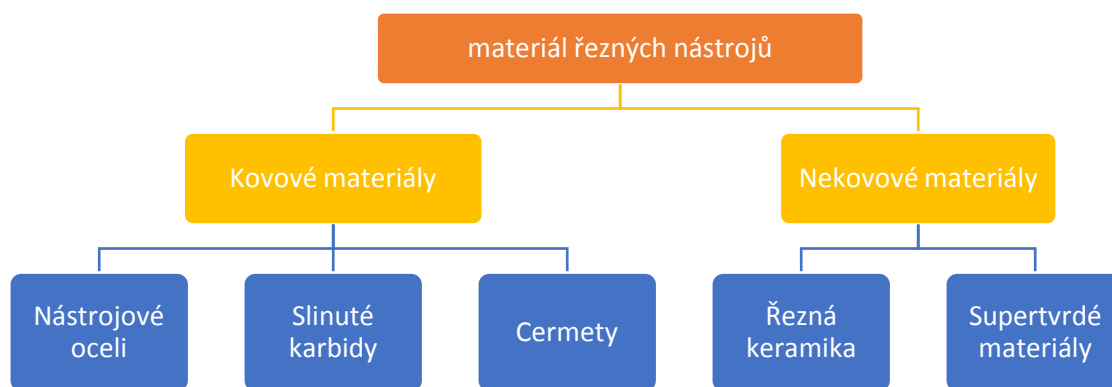 materiál řezných nástrojů
Kovové materiály
Nekovové materiály
Nástrojové
oceli
Slinuté
karbidy
Cermety
Řezná
keramika
Supertvrdé
materiály